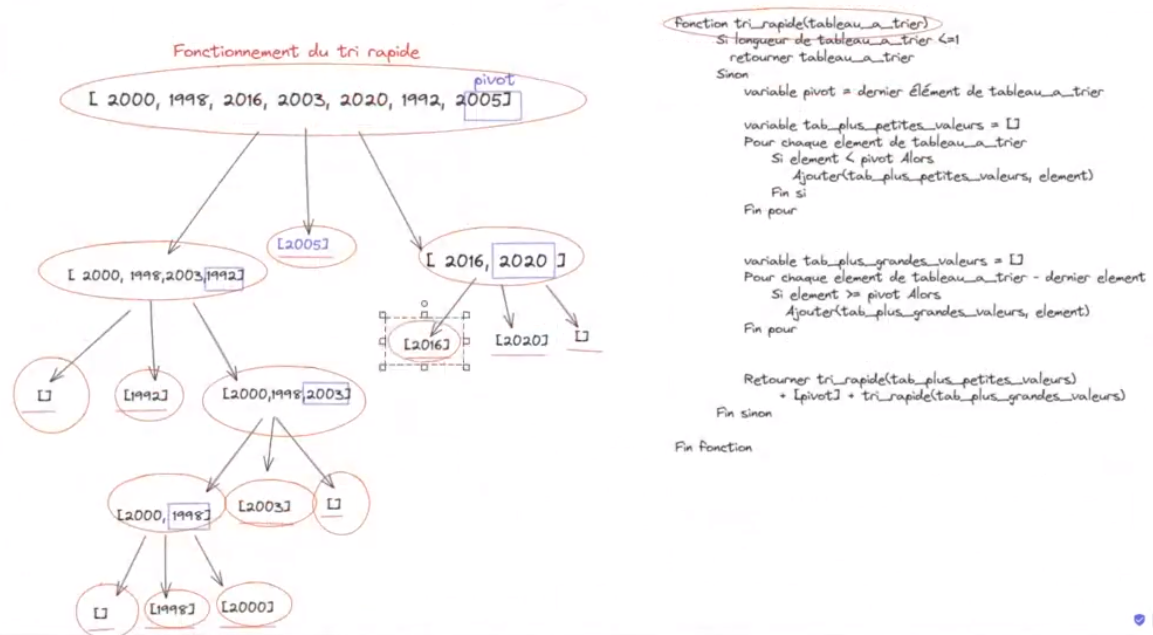 Fonctionnement du tri rapide
pivot
[ 2000, 1998, 2016, 2003, 2020, 1992, 2005]
[ 2000, 1998,2003,1992]
[2005]
[ 2016, 2020 ]
[]
[1992]
[2000,1998,2003]
[2016]
[2020]
[]
[2000, 1998]
[2003]
[]
[]
[1998]
[2000]
fonction tri_rapide(tableau_a_trier)
Si longueur de tableau_a_trier <=1
retourner tableau_a_trier
Sinon
variable pivot = dernier élément de tableau_a_trier
variable tab_plus_petites_valeurs = []
Pour chaque element de tableau_a_trier
Si element < pivot Alors
Ajouter(tab_plus_petites_valeurs, element)
Fin si
Fin pour
variable tab_plus_grandes_valeurs = []
Pour chaque element de tableau_a_trier - dernier element
Si element >= pivot Alors
Ajouter(tab_plus_grandes_valeurs, element)
Fin pour
Retourner tri_rapide(tab_plus_petites_valeurs)
+ [pivot] + tri_rapide(tab_plus_grandes_valeurs)
Fin sinon
Fin fonction